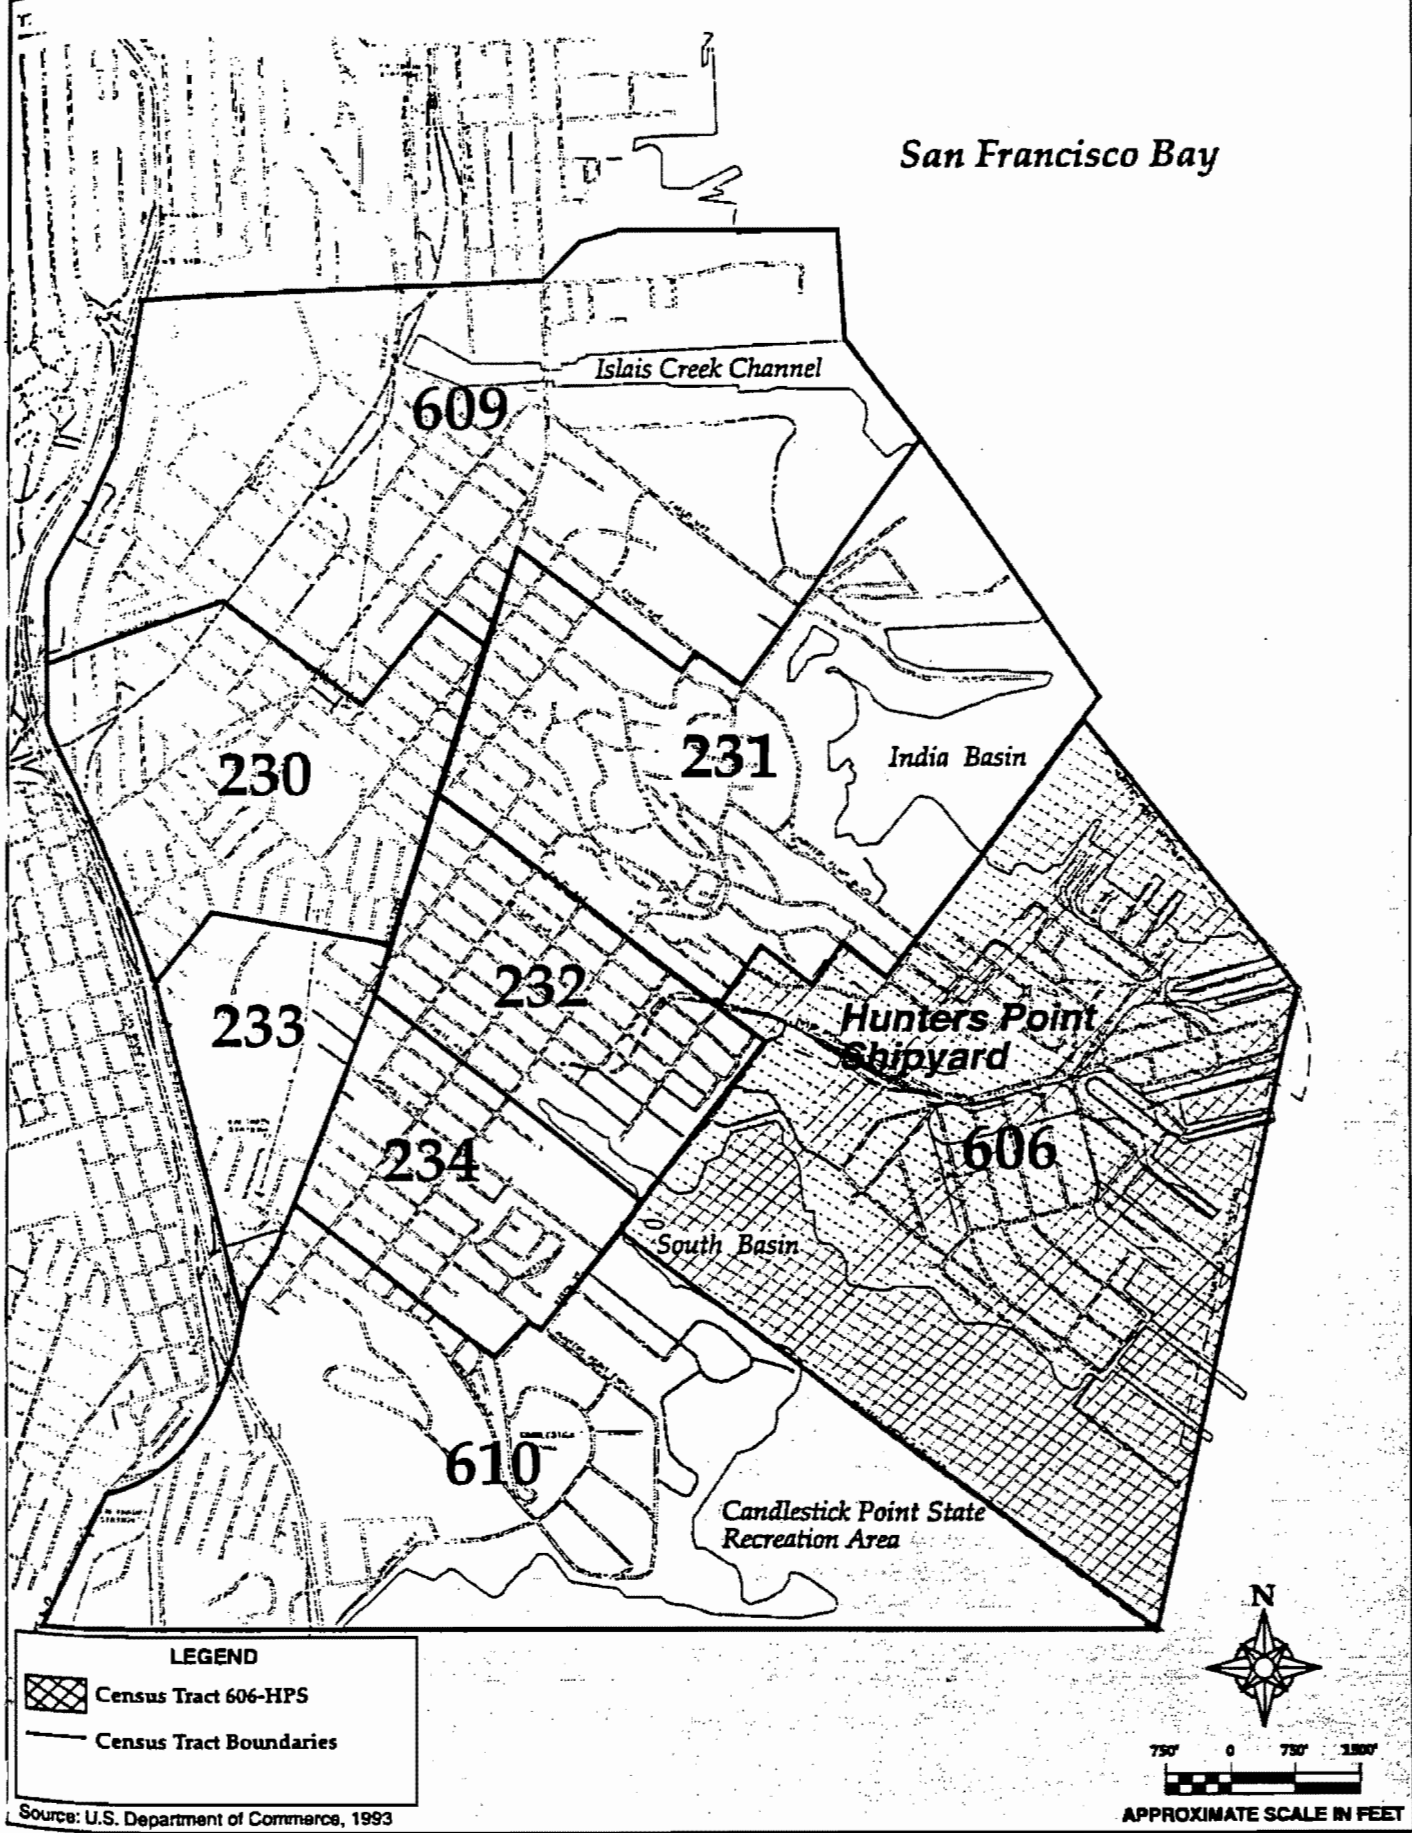 San Francisco Bay
Islais Creek Channel
609
230
231
India Basin
232
233
Hunters Point
Shipyard
234
606
South Basin
610
Candlestick Point State
Recreation Area
N
LEGEND
Census Tract 606-HPS
Census Tract Boundaries
750' 0 750' 1500'
APPROXIMATE SCALE IN FEET
Source: U.S. Department of Commerce, 1993